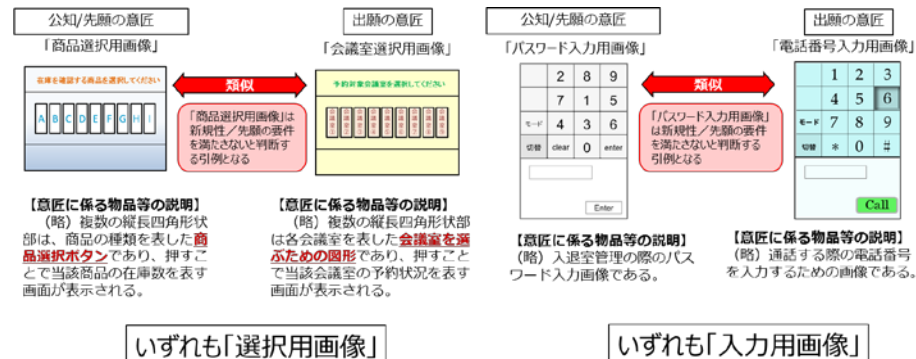 公知/先願の意匠
「商品選択用画像」
在庫を確認する商品を選択してください
A B C D E F G H I
類似
「商品選択用画像」は
新規性／先願の要件
を満たさないと判断す
る引例となる
出願の意匠
「会議室選択用画像」
予約対象会議室を選択してください
【意匠に係る物品等の説明】
（略）複数の縦長四角形状
部は、商品の種類を表した商
品選択ボタンであり、押すこ
とで当該商品の在庫数を表す
画面が表示される。
【意匠に係る物品等の説明】
（略）複数の縦長四角形状部
は各会議室を表した会議室を選
ぶための図形であり、押すこと
で当該会議室の予約状況を表す
画面が表示される。
いずれも「選択用画像」
公知/先願の意匠
「パスワード入力用画像」
2 8 9
7 1 5
モード 4 3 6
切替 clear 0 enter
Enter
類似
「パスワード入力用画像」
は新規性／先願の要件
を満たさないと判断する
引例となる
出願の意匠
「電話番号入力用画像」
1 2 3
4 5 6
モード 7 8 9
切替 * 0 #
Call
【意匠に係る物品等の説明】
（略）入退室管理の際のパス
ワード入力画像である。
【意匠に係る物品等の説明】
（略）通話する際の電話番号
を入力するための画像である。
いずれも「入力用画像」